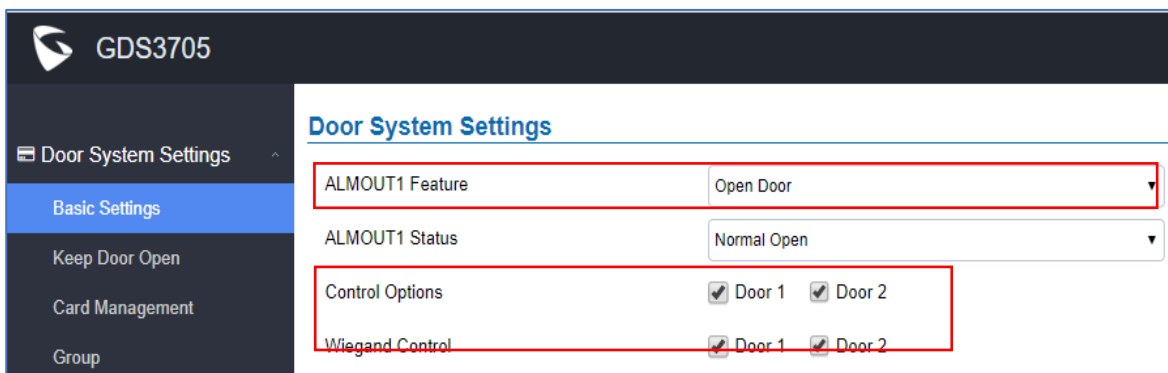 GDS3705
Door System Settings
Basic Settings
Keep Door Open
Card Management
Group
Door System Settings
ALMOUT1 Feature Open Door
ALMOUT1 Status Normal Open
Control Options Door 1 Door 2
Wiegand Control Door 1 Door 2